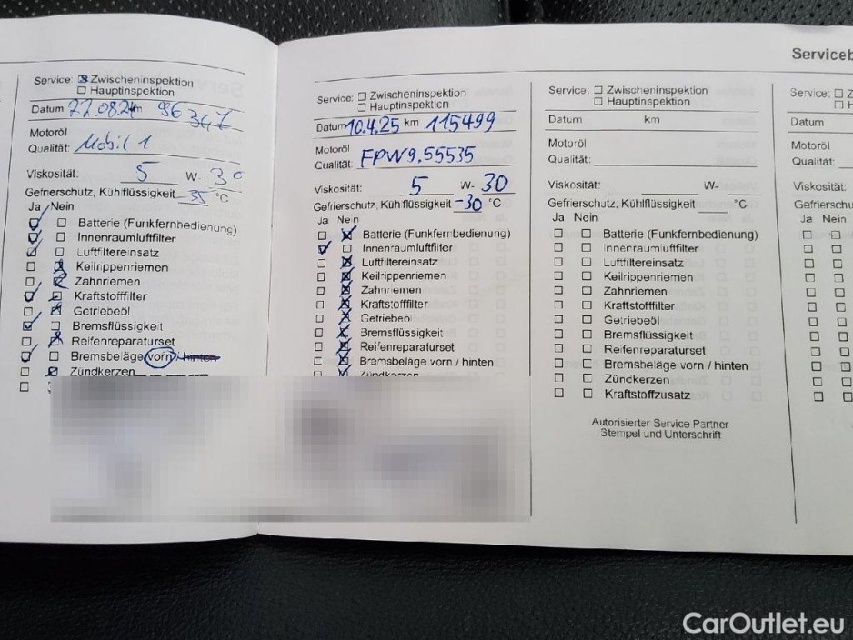 Serviceb
Service: ☒ Zwischeninspektion
☐ Hauptinspektion
Datum 27.08.24 km 96347
Motoröl
Qualität: Mobil 1
Viskosität: 5 W- 30
Gefrierschutz, Kühlflüssigkeit -35 °C
Ja Nein
Batterie (Funkfernbedienung)
Innenraumluftfilter
Luftfiltereinsatz
Keilrippenriemen
Zahnriemen
Kraftstofffilter
Getriebeöl
Bremsflüssigkeit
Reifenreparaturset
Bremsbeläge vorn / hinten
Zündkerzen
Service: ☐ Zwischeninspektion
☐ Hauptinspektion
Datum 10.4.25 km 115499
Motoröl
Qualität: FPW9.55535
Viskosität: 5 W- 30
Gefrierschutz, Kühlflüssigkeit -30 °C
Ja Nein
Batterie (Funkfernbedienung)
Innenraumluftfilter
Luftfiltereinsatz
Keilrippenriemen
Zahnriemen
Kraftstofffilter
Getriebeöl
Bremsflüssigkeit
Reifenreparaturset
Bremsbeläge vorn / hinten
Zündkerzen
Service: ☐ Zwischeninspektion
☐ Hauptinspektion
Datum km
Motoröl
Qualität:
Viskosität: W-
Gefrierschutz, Kühlflüssigkeit °C
Ja Nein
Batterie (Funkfernbedienung)
Innenraumluftfilter
Luftfiltereinsatz
Keilrippenriemen
Zahnriemen
Kraftstofffilter
Getriebeöl
Bremsflüssigkeit
Reifenreparaturset
Bremsbeläge vorn / hinten
Zündkerzen
Kraftstoffzusatz
Autorisierter Service Partner
Stempel und Unterschrift
Service: ☐ Z
☐ H
Datum
Motoröl
Qualität:
Viskosität:
Gefrierschu
Ja Nein
CarOutlet.eu